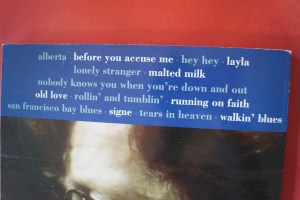 alberta · before you accuse me · hey hey · layla
lonely stranger · malted milk
nobody knows you when you're down and out
old love · rollin' and tumblin' · running on faith
san francisco bay blues · signe · tears in heaven · walkin' blues